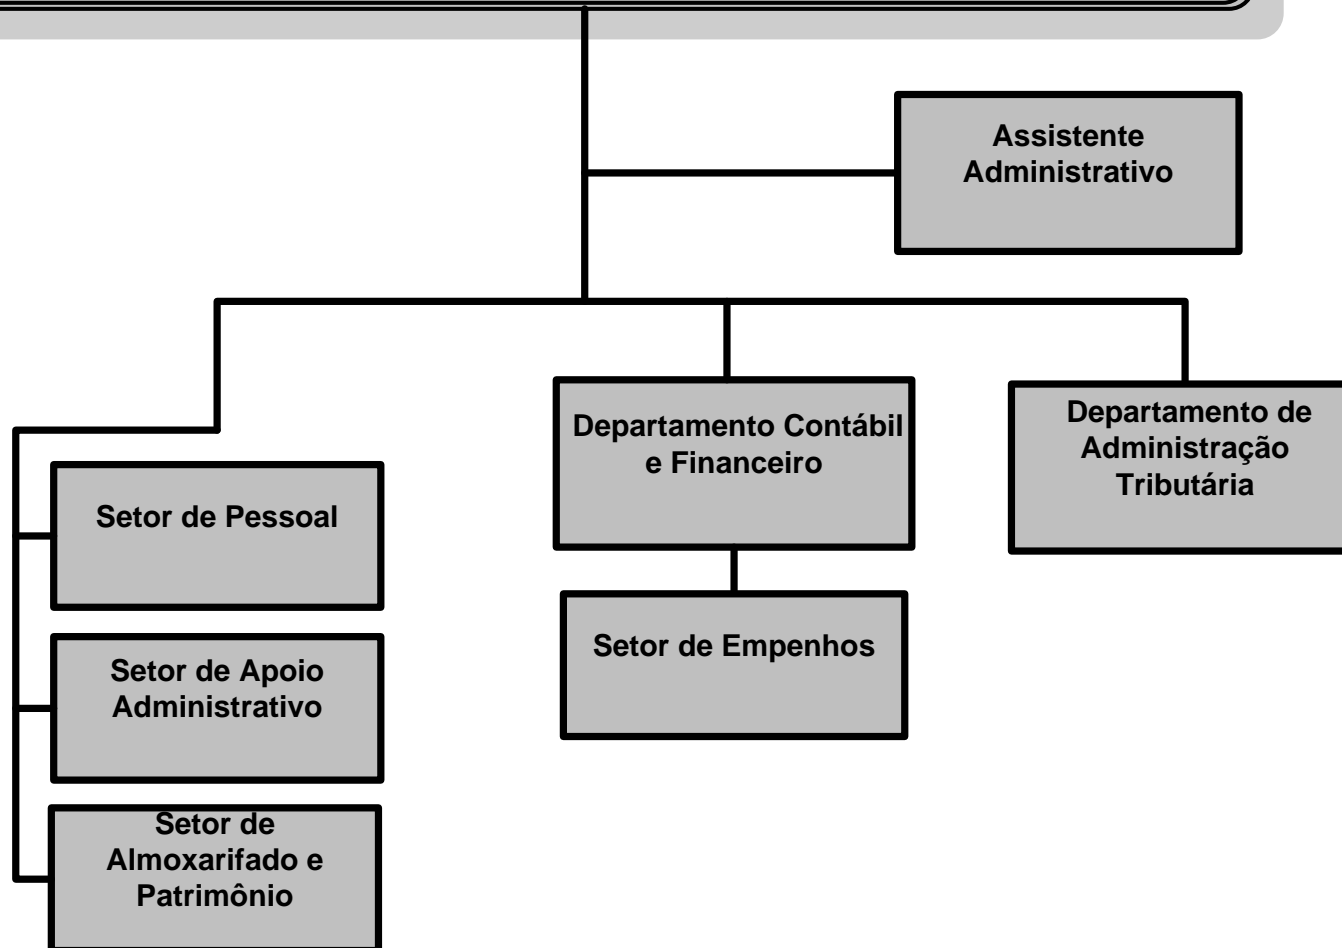 Assistente
Administrativo
Departamento Contábil
e Financeiro
Departamento de
Administração
Tributária
Setor de Pessoal
Setor de Empenhos
Setor de Apoio
Administrativo
Setor de
Almoxarifado e
Patrimônio